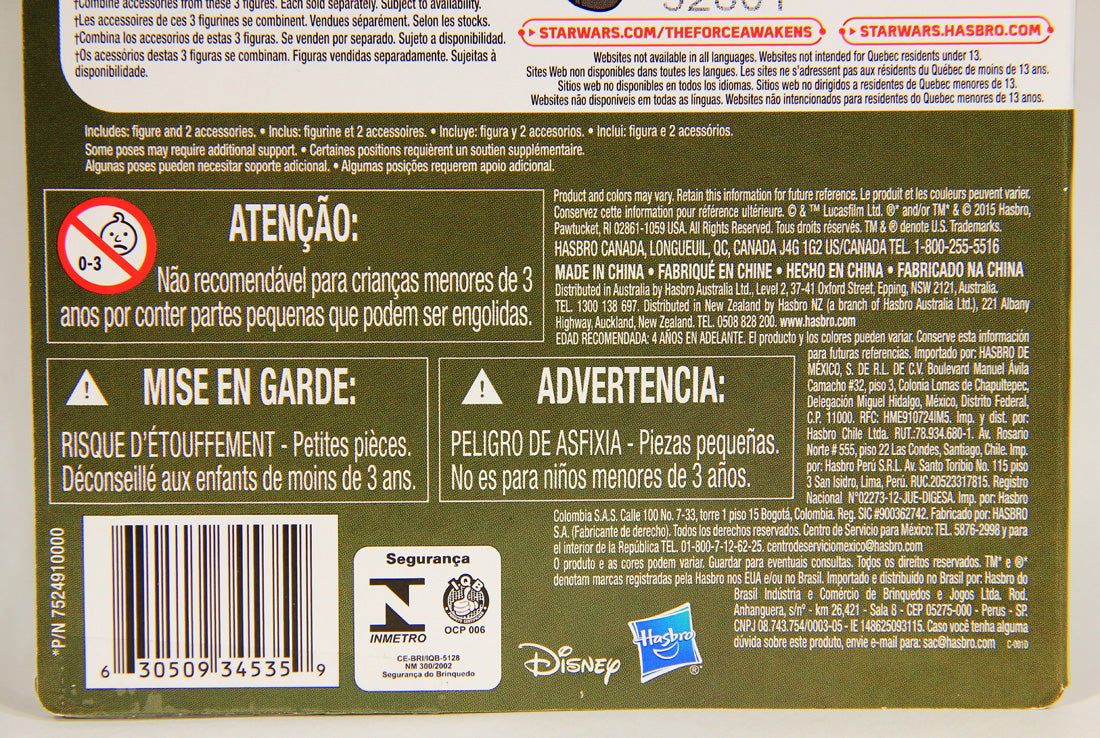 †Combine accessories from these 3 figures. Each sold separately. Subject to availability.
†Les accessoires de ces 3 figurines se combinent. Vendues séparément. Selon les stocks.
†Combina los accesorios de estas 3 figuras. Se venden por separado. Sujeto a disponibilidad.
†Os acessórios destas 3 figuras se combinam. Figuras vendidas separadamente. Sujeitas à
disponibilidade.
STARWARS.COM/THEFORCEAWAKENS
STARWARS.HASBRO.COM
Websites not available in all languages. Websites not intended for Quebec residents under 13.
Sites Web non disponibles dans toutes les langues. Les sites ne s'adressent pas aux résidents du Québec de moins de 13 ans.
Sitios web no disponibles en todos los idiomas. Sitios web no dirigidos a residentes de Quebec menores de 13.
Websites não disponíveis em todas as línguas. Websites não intencionados para residentes do Quebec menores de 13 anos.
Includes: figure and 2 accessories. • Inclus: figurine et 2 accessoires. • Incluye: figura y 2 accesorios. • Inclui: figura e 2 acessórios.
Some poses may require additional support. • Certaines positions requièrent un soutien supplémentaire.
Algunas poses pueden necesitar soporte adicional. • Algumas posições requerem apoio adicional.
0-3
ATENÇÃO:
Não recomendável para crianças menores de 3
anos por conter partes pequenas que podem ser engolidas.
MISE EN GARDE:
RISQUE D'ÉTOUFFEMENT - Petites pièces.
Déconseillé aux enfants de moins de 3 ans.
ADVERTENCIA:
PELIGRO DE ASFIXIA - Piezas pequeñas.
No es para niños menores de 3 años.
Product and colors may vary. Retain this information for future reference. Le produit et les couleurs peuvent varier.
Conservez cette information pour référence ultérieure. © & ™ Lucasfilm Ltd. ®* and/or TM* & © 2015 Hasbro,
Pawtucket, RI 02861-1059 USA. All Rights Reserved. Tous droits réservés. TM & ® denote U.S. Trademarks.
HASBRO CANADA, LONGUEUIL, QC, CANADA J4G 1G2 US/CANADA TEL. 1-800-255-5516
MADE IN CHINA • FABRIQUÉ EN CHINE • HECHO EN CHINA • FABRICADO NA CHINA
Distributed in Australia by Hasbro Australia Ltd., Level 2, 37-41 Oxford Street, Epping, NSW 2121, Australia.
TEL. 1300 138 697. Distributed in New Zealand by Hasbro NZ (a branch of Hasbro Australia Ltd.), 221 Albany
Highway, Auckland, New Zealand. TEL. 0508 828 200. www.hasbro.com
EDAD RECOMENDADA: 4 AÑOS EN ADELANTE. El producto y los colores pueden variar. Conserve esta información
para futuras referencias. Importado por: HASBRO DE
MÉXICO, S. DE R.L. DE C.V. Boulevard Manuel Ávila
Camacho #32, piso 3, Colonia Lomas de Chapultepec,
Delegación Miguel Hidalgo, México, Distrito Federal,
C.P. 11000. RFC: HME910724IM5. Imp. y dist. por:
Hasbro Chile Ltda. RUT.:78.934.680-1. Av. Rosario
Norte # 555, piso 22 Las Condes, Santiago, Chile. Imp.
por: Hasbro Perú S.R.L. Av. Santo Toribio No. 115 piso
3 San Isidro, Lima, Perú. RUC.20523317815. Registro
Nacional N°02273-12-JUE-DIGESA. Imp. por: Hasbro
Colombia S.A.S. Calle 100 No. 7-33, torre 1 piso 15 Bogotá, Colombia. Reg. SIC #900362742. Fabricado por: HASBRO
S.A. (Fabricante de derecho). Todos los derechos reservados. Centro de Servicio para México: TEL. 5876-2998 y para
el interior de la República TEL. 01-800-7-12-62-25. centrodeserviciomexico@hasbro.com
O produto e as cores podem variar. Guardar para eventuais consultas. Todos os direitos reservados. TM* e ®*
denotam marcas registradas pela Hasbro nos EUA e/ou no Brasil. Importado e distribuído no Brasil por: Hasbro do
Brasil Indústria e Comércio de Brinquedos e Jogos Ltda. Rod.
Anhanguera, s/n° - km 26,421 - Sala 8 - CEP 05275-000 - Perus - SP.
CNPJ 08.743.754/0003-05 - IE 148625093115. Caso você tenha alguma
dúvida sobre este produto, envie e-mail para: sac@hasbro.com C-001D
*P/N 7524910000
6 30509 34535 9
Segurança
INMETRO
IQB
OCP 006
CE-BRI/IQB-5128
NM 300/2002
Segurança do Brinquedo
Disney
Hasbro
®